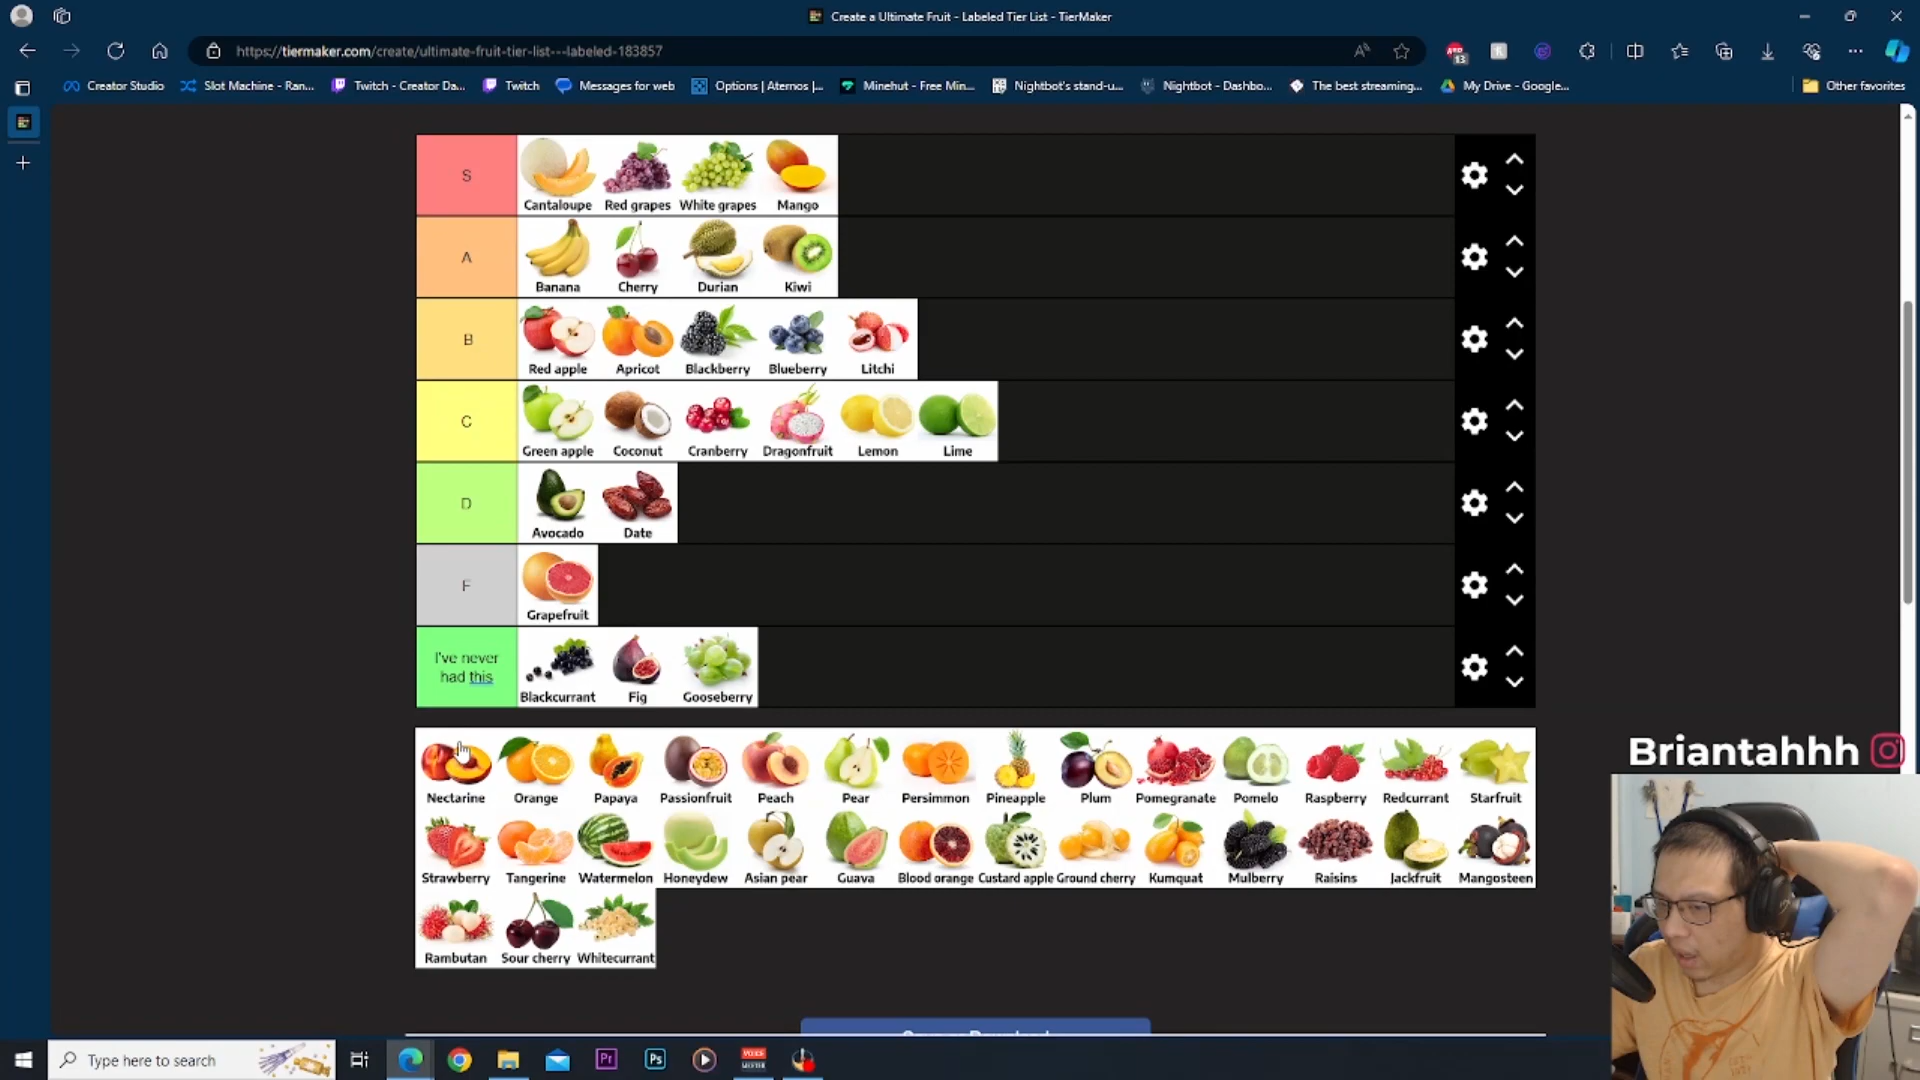 Create a Ultimate Fruit - Labeled Tier List - TierMaker
https://tiermaker.com/create/ultimate-fruit-tier-list---labeled-183857
13
Creator Studio
Slot Machine - Ran...
Twitch - Creator Da...
Twitch
Messages for web
Options | Aternos |...
Minehut - Free Min...
Nightbot's stand-u...
Nightbot - Dashbo...
The best streaming...
My Drive - Google...
Other favorites
S
Cantaloupe Red grapes White grapes Mango
A
Banana Cherry Durian Kiwi
B
Red apple Apricot Blackberry Blueberry Litchi
C
Green apple Coconut Cranberry Dragonfruit Lemon Lime
D
Avocado Date
F
Grapefruit
I've never
had this
Blackcurrant Fig Gooseberry
Nectarine Orange Papaya Passionfruit Peach Pear Persimmon Pineapple Plum Pomegranate Pomelo Raspberry Redcurrant Starfruit
Strawberry Tangerine Watermelon Honeydew Asian pear Guava Blood orange Custard apple Ground cherry Kumquat Mulberry Raisins Jackfruit Mangosteen
Rambutan Sour cherry Whitecurrant
Briantahhh
Type here to search
Pr
Ps